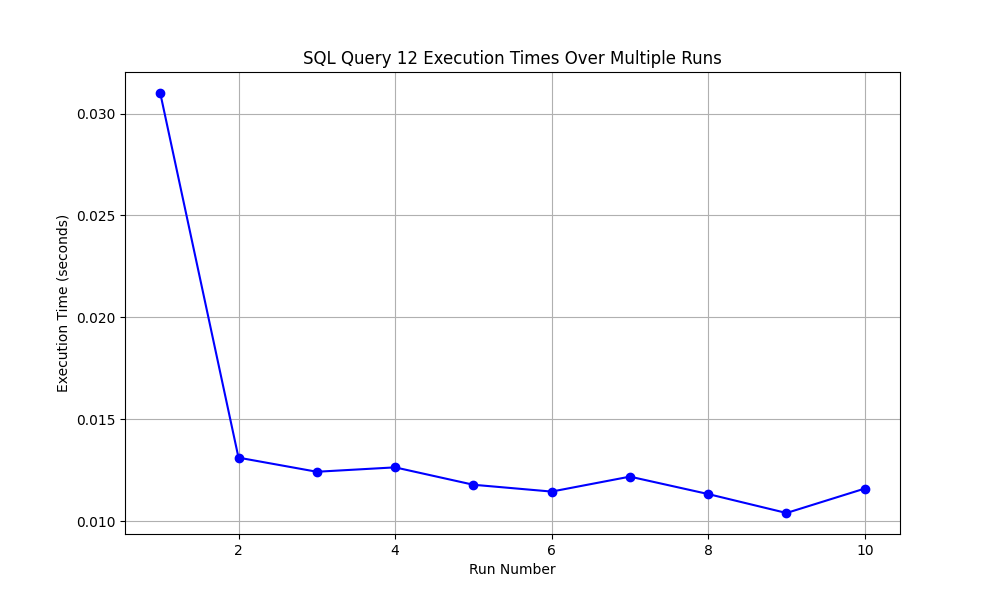 SQL Query 12 Execution Times Over Multiple Runs
0.030
0.025
0.020
0.015
0.010
Execution Time (seconds)
2 4 6 8 10
Run Number